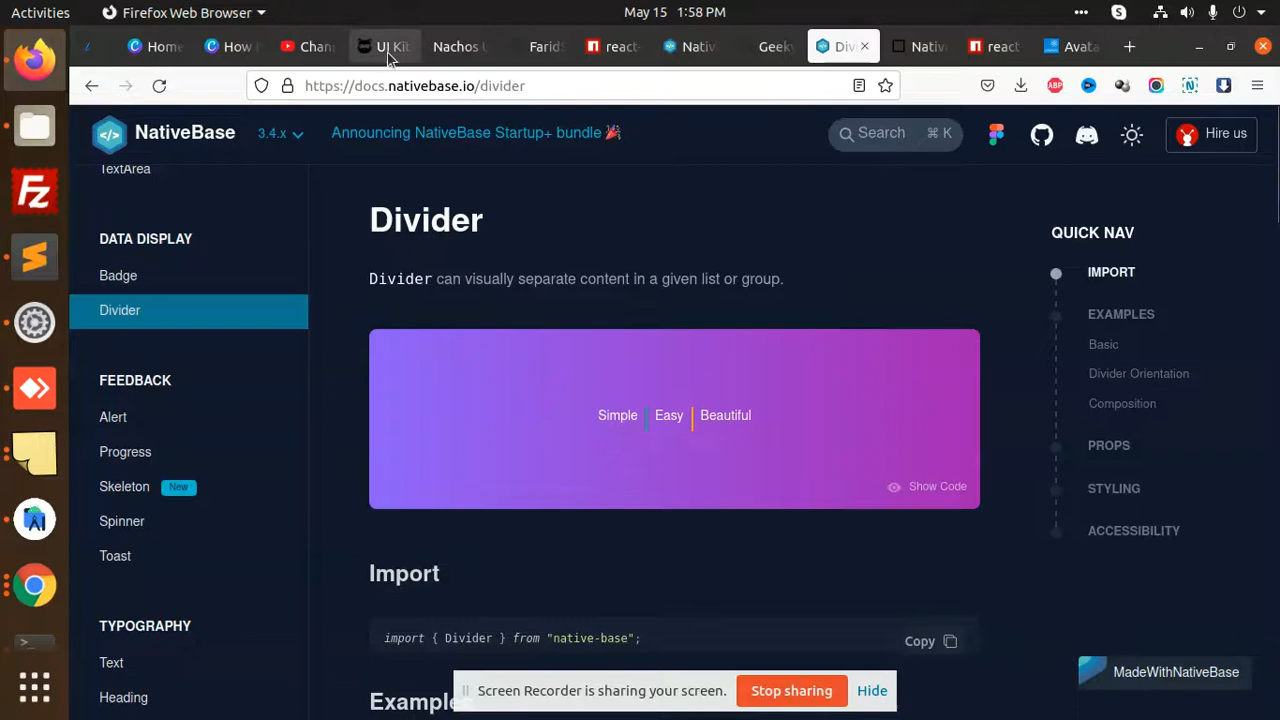 Activities
Firefox Web Browser
May 15 1:58 PM
Home
How
Chan
UI Kit
Nachos
Farids
react
Nativ
Geeky
Div
Nativ
react
Avata
https://docs.nativebase.io/divider
NativeBase
3.4.x
Announcing NativeBase Startup+ bundle 🎉
Search ⌘ K
Hire us
TextArea
DATA DISPLAY
Badge
Divider
FEEDBACK
Alert
Progress
Skeleton New
Spinner
Toast
TYPOGRAPHY
Text
Heading
Divider
Divider can visually separate content in a given list or group.
Simple Easy Beautiful
Show Code
Import
import { Divider } from "native-base";
Copy
Example
QUICK NAV
IMPORT
EXAMPLES
Basic
Divider Orientation
Composition
PROPS
STYLING
ACCESSIBILITY
MadeWithNativeBase
Screen Recorder is sharing your screen. Stop sharing Hide